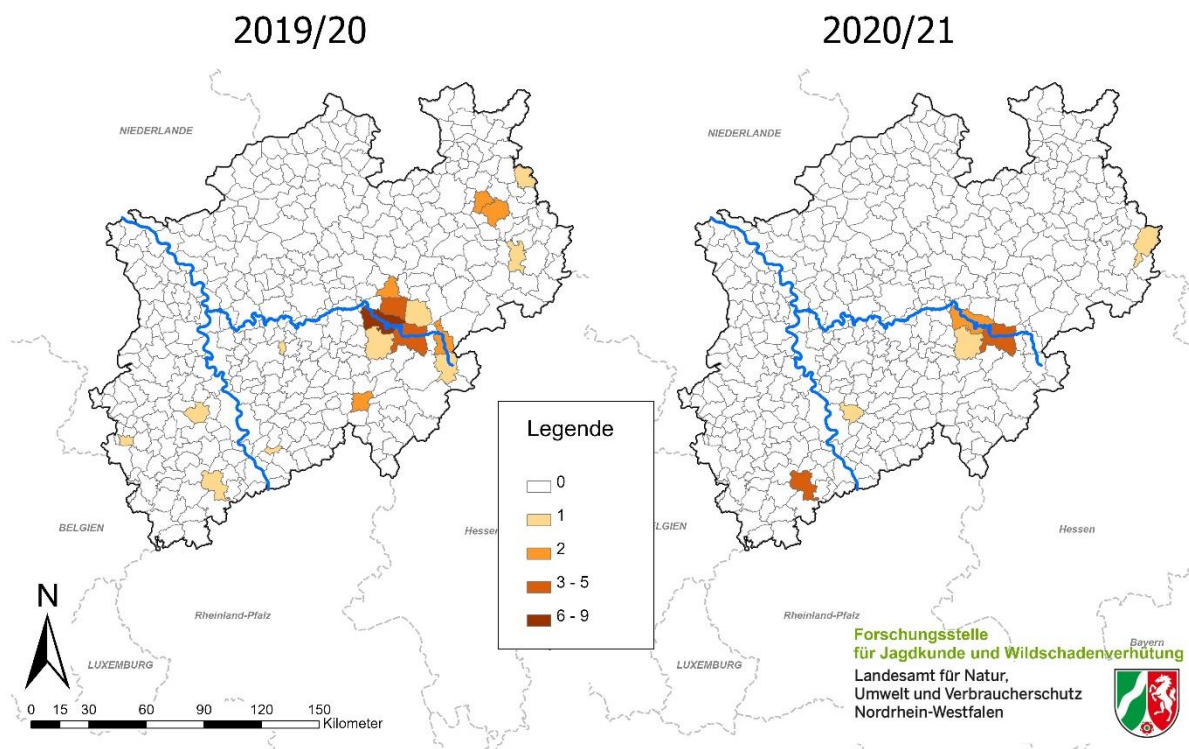 2019/20
2020/21
NIEDERLANDE
NIEDERLANDE
Legende
0
1
2
3 - 5
6 - 9
BELGIEN
Hessen
ELGIEN
Hessen
N
Rheinland-Pfalz
Rheinland-Pfalz
LUXEMBURG
LUXEMBURG
Bayern
0 15 30 60 90 120 150
Kilometer
Forschungsstelle
für Jagdkunde und Wildschadenverhütung
Landesamt für Natur,
Umwelt und Verbraucherschutz
Nordrhein-Westfalen